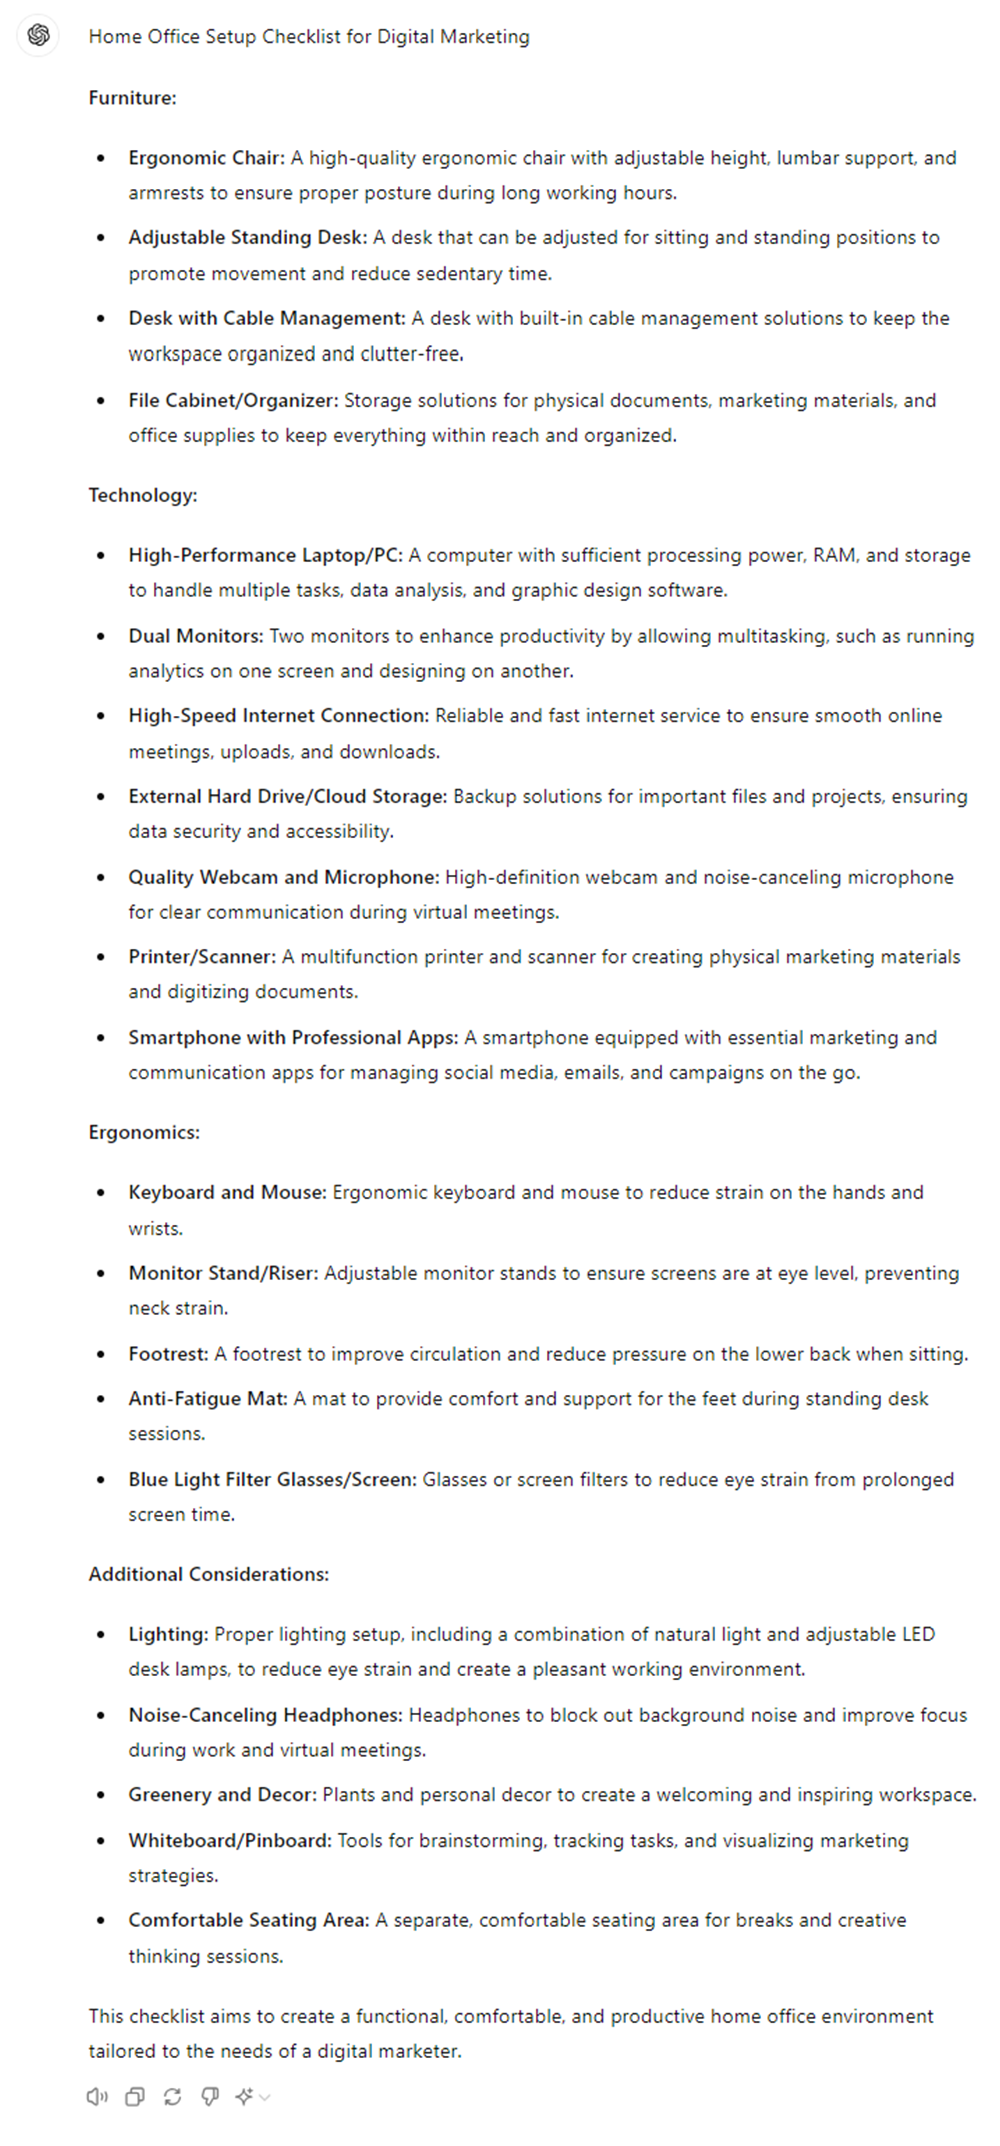 Home Office Setup Checklist for Digital Marketing
Furniture:
Ergonomic Chair: A high-quality ergonomic chair with adjustable height, lumbar support, and
armrests to ensure proper posture during long working hours.
Adjustable Standing Desk: A desk that can be adjusted for sitting and standing positions to
promote movement and reduce sedentary time.
Desk with Cable Management: A desk with built-in cable management solutions to keep the
workspace organized and clutter-free.
File Cabinet/Organizer: Storage solutions for physical documents, marketing materials, and
office supplies to keep everything within reach and organized.
Technology:
High-Performance Laptop/PC: A computer with sufficient processing power, RAM, and storage
to handle multiple tasks, data analysis, and graphic design software.
Dual Monitors: Two monitors to enhance productivity by allowing multitasking, such as running
analytics on one screen and designing on another.
High-Speed Internet Connection: Reliable and fast internet service to ensure smooth online
meetings, uploads, and downloads.
External Hard Drive/Cloud Storage: Backup solutions for important files and projects, ensuring
data security and accessibility.
Quality Webcam and Microphone: High-definition webcam and noise-canceling microphone
for clear communication during virtual meetings.
Printer/Scanner: A multifunction printer and scanner for creating physical marketing materials
and digitizing documents.
Smartphone with Professional Apps: A smartphone equipped with essential marketing and
communication apps for managing social media, emails, and campaigns on the go.
Ergonomics:
Keyboard and Mouse: Ergonomic keyboard and mouse to reduce strain on the hands and
wrists.
Monitor Stand/Riser: Adjustable monitor stands to ensure screens are at eye level, preventing
neck strain.
Footrest: A footrest to improve circulation and reduce pressure on the lower back when sitting.
Anti-Fatigue Mat: A mat to provide comfort and support for the feet during standing desk
sessions.
Blue Light Filter Glasses/Screen: Glasses or screen filters to reduce eye strain from prolonged
screen time.
Additional Considerations:
Lighting: Proper lighting setup, including a combination of natural light and adjustable LED
desk lamps, to reduce eye strain and create a pleasant working environment.
Noise-Canceling Headphones: Headphones to block out background noise and improve focus
during work and virtual meetings.
Greenery and Decor: Plants and personal decor to create a welcoming and inspiring workspace.
Whiteboard/Pinboard: Tools for brainstorming, tracking tasks, and visualizing marketing
strategies.
Comfortable Seating Area: A separate, comfortable seating area for breaks and creative
thinking sessions.
This checklist aims to create a functional, comfortable, and productive home office environment
tailored to the needs of a digital marketer.